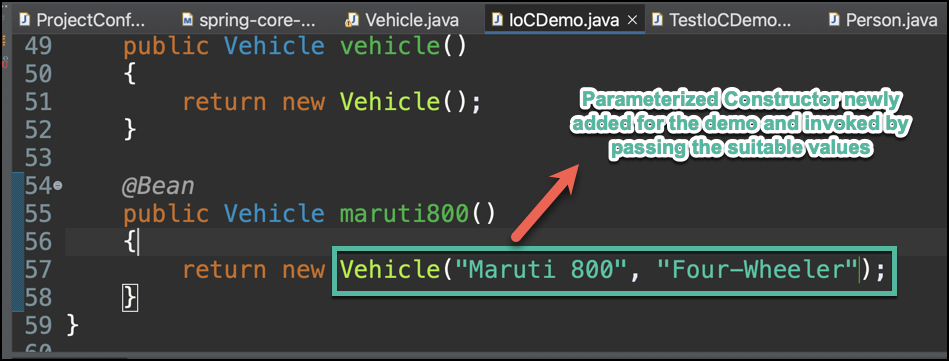 ProjectConf... spring-core-... Vehicle.java IoCDemo.java TestIoCDemo... Person.java
49 public Vehicle vehicle()
50 {
51 return new Vehicle();
52 }
53
54 @Bean
55 public Vehicle maruti800()
56 {
57 return new Vehicle("Maruti 800", "Four-Wheeler");
58 }
59 }
60
Parameterized Constructor newly
added for the demo and invoked by
passing the suitable values